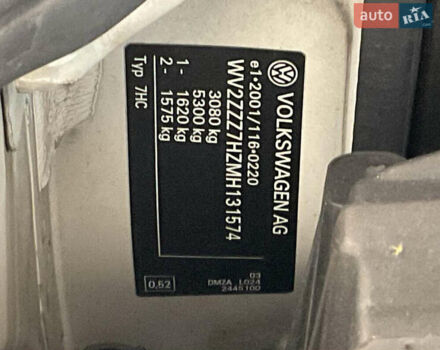 auto RIA
VOLKSWAGEN AG
e1*2001/116*0220
WV2ZZZ7HZMH131574
3080 kg
5300 kg
1 - 1620 kg
2 - 1575 kg
Typ 7HC
0,52
03
DMZA L024
2445100